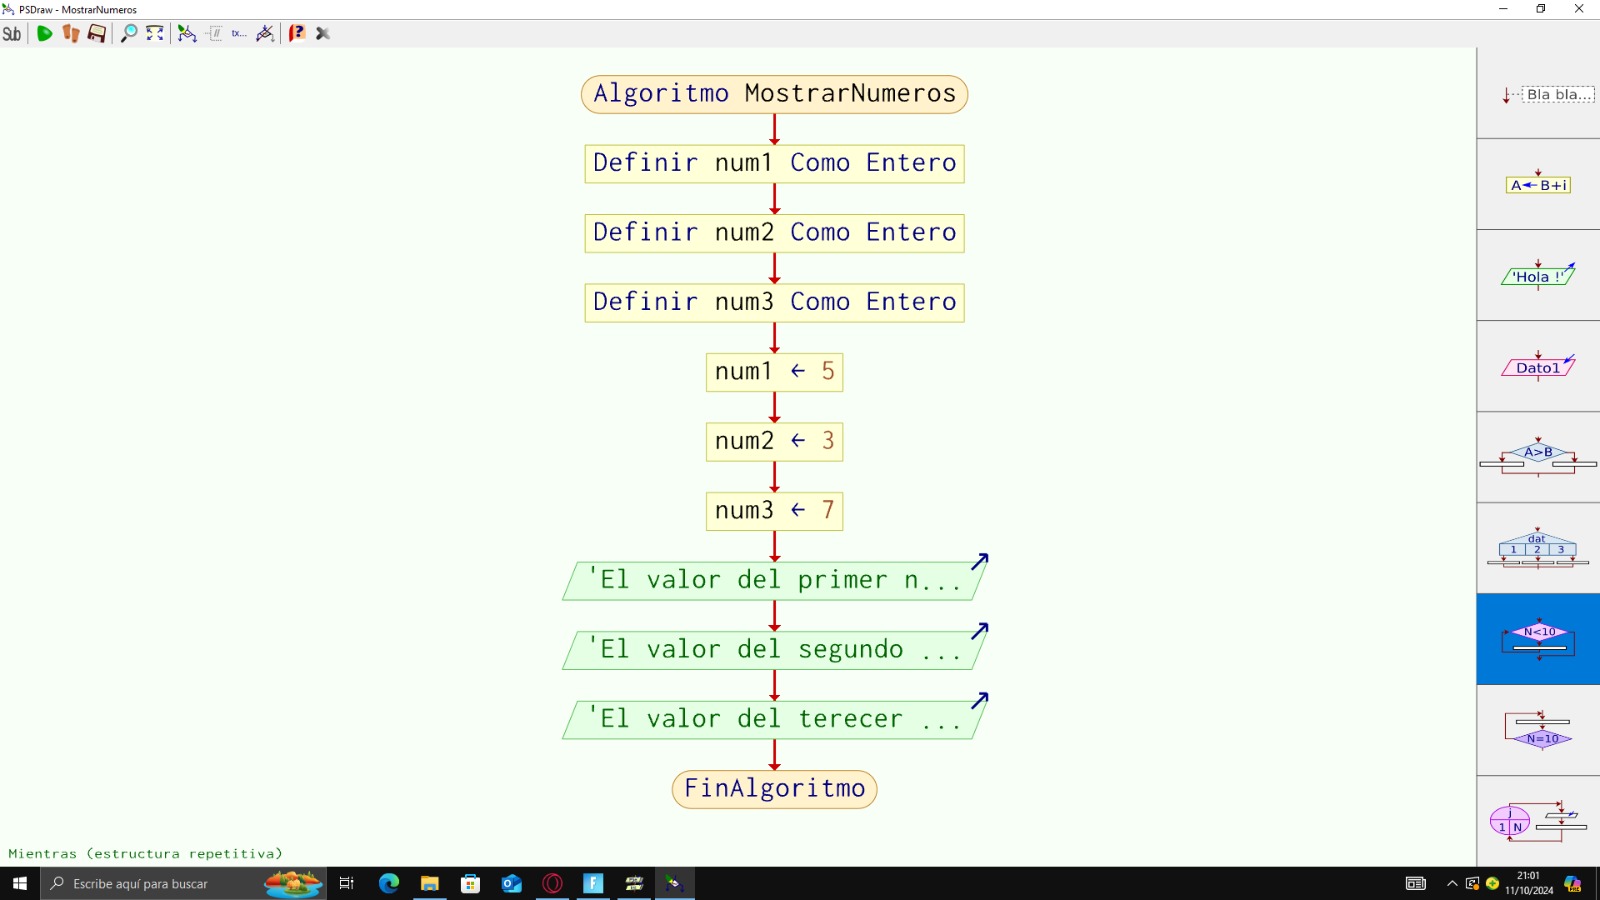 PSDraw - MostrarNumeros
Sub
tx...
Algoritmo MostrarNumeros
Definir num1 Como Entero
Definir num2 Como Entero
Definir num3 Como Entero
num1 ← 5
num2 ← 3
num3 ← 7
'El valor del primer n...
'El valor del segundo ...
'El valor del terecer ...
FinAlgoritmo
Bla bla...
A←B+i
'Hola !'
Dato1
A>B
dat
1 2 3
N<10
N=10
j
1 N
Mientras (estructura repetitiva)
Escribe aquí para buscar
21:01
11/10/2024